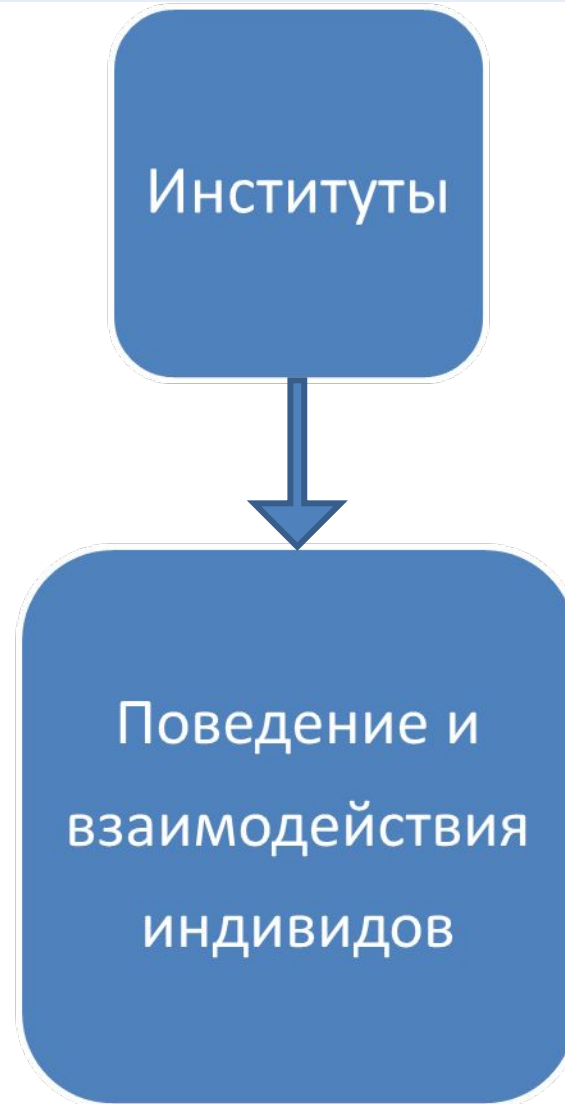 Институты
Поведение и
взаимодействия
индивидов